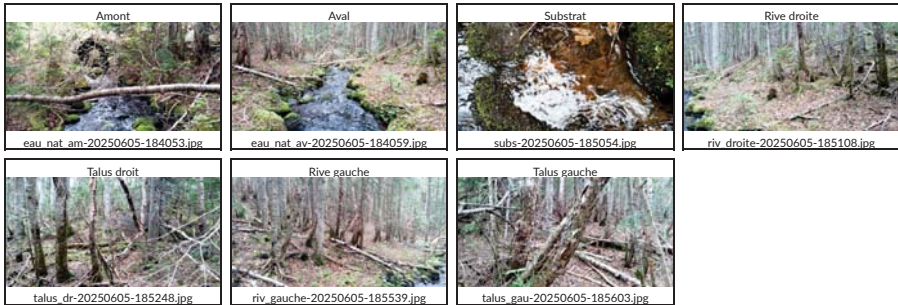 Amont
Aval
Substrat
Rive droite
eau_nat_am-20250605-184053.jpg
eau_nat_av-20250605-184059.jpg
subs-20250605-185054.jpg
riv_droite-20250605-185108.jpg
Talus droit
Rive gauche
Talus gauche
talus_dr-20250605-185248.jpg
riv_gauche-20250605-185539.jpg
talus_gau-20250605-185603.jpg